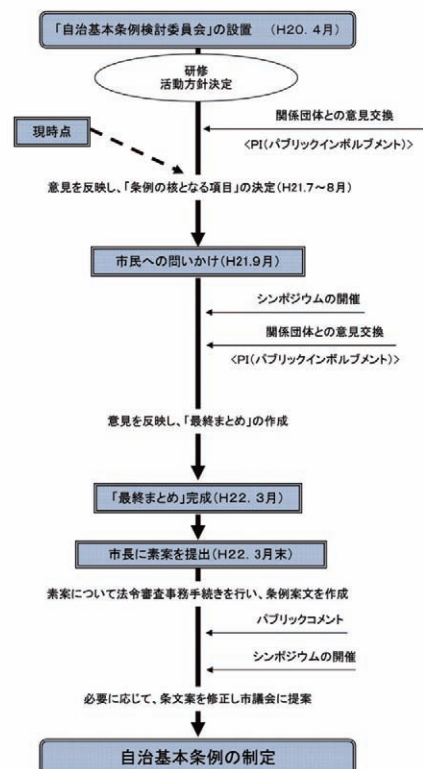 「自治基本条例検討委員会」の設置 （H20. 4月）
研修
活動方針決定
関係団体との意見交換
<PI(パブリックインボルブメント)>
現時点
意見を反映し、「条例の核となる項目」の決定(H21.7～8月)
市民への問いかけ(H21.9月)
シンポジウムの開催
関係団体との意見交換
<PI(パブリックインボルブメント)>
意見を反映し、「最終まとめ」の作成
「最終まとめ」完成(H22. 3月)
市長に素案を提出(H22. 3月末)
素案について法令審査事務手続きを行い、条例案文を作成
パブリックコメント
シンポジウムの開催
必要に応じて、条文案を修正し市議会に提案
自治基本条例の制定